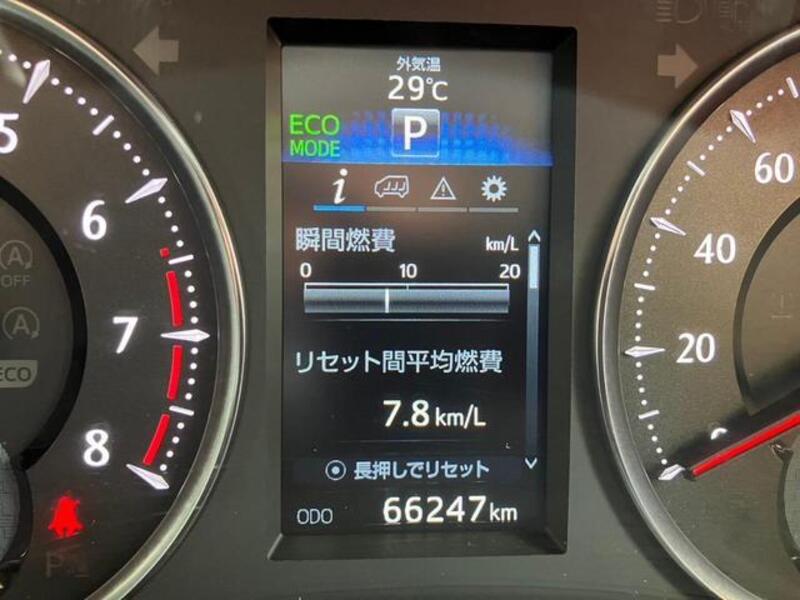 外気温
29℃
ECO
MODE
P
i
瞬間燃費 km/L
0 10 20
リセット間平均燃費
7.8 km/L
長押しでリセット
ODO 66247 km
5
6
7
8
A
OFF
A
ECO
60
40
20